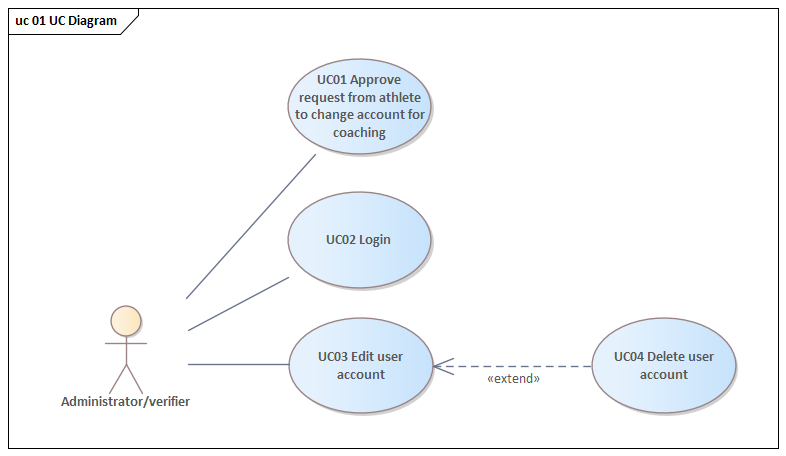 uc 01 UC Diagram
UC01 Approve
request from athlete
to change account for
coaching
UC02 Login
UC03 Edit user
account
UC04 Delete user
account
«extend»
Administrator/verifier